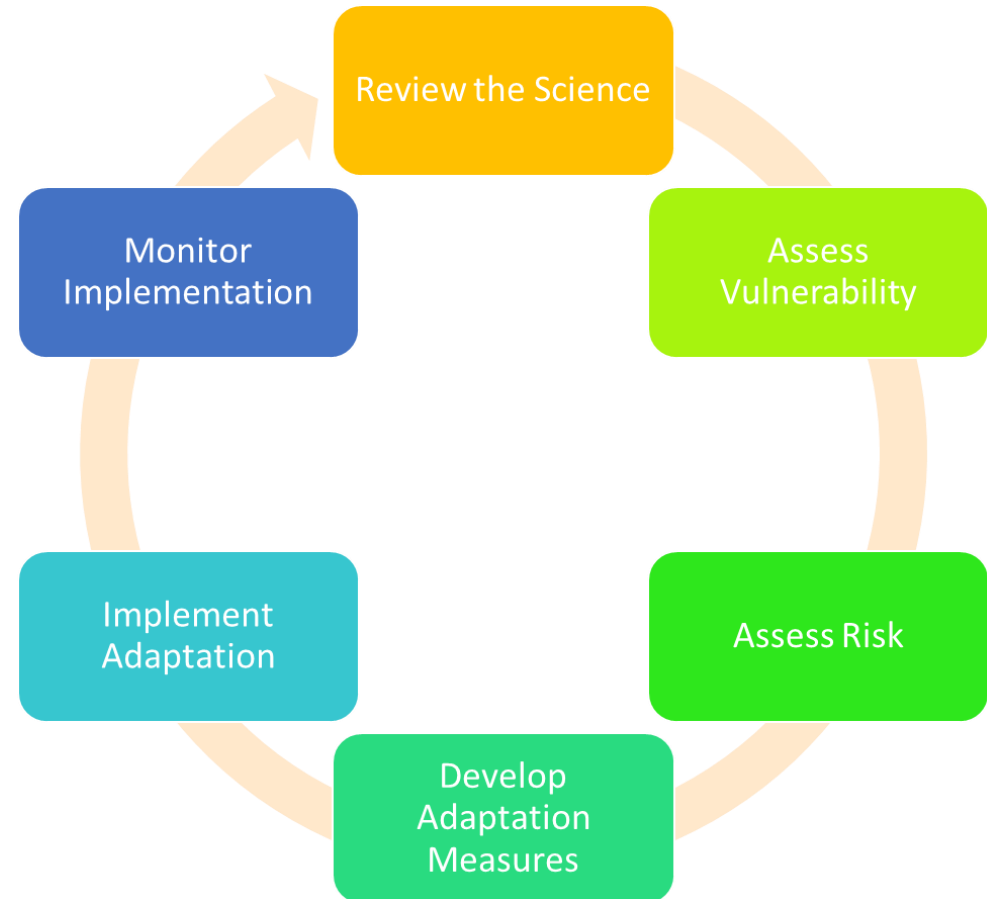 Review the Science
Assess
Vulnerability
Assess Risk
Develop
Adaptation
Measures
Implement
Adaptation
Monitor
Implementation